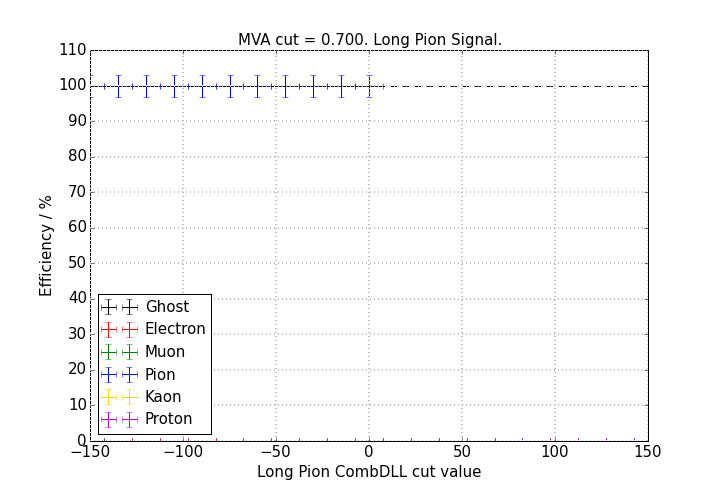 MVA cut = 0.700. Long Pion Signal.
110
100
90
80
70
60
50
40
30
20
10
0
Efficiency / %
Ghost
Electron
Muon
Pion
Kaon
Proton
−150 −100 −50 0 50 100 150
Long Pion CombDLL cut value